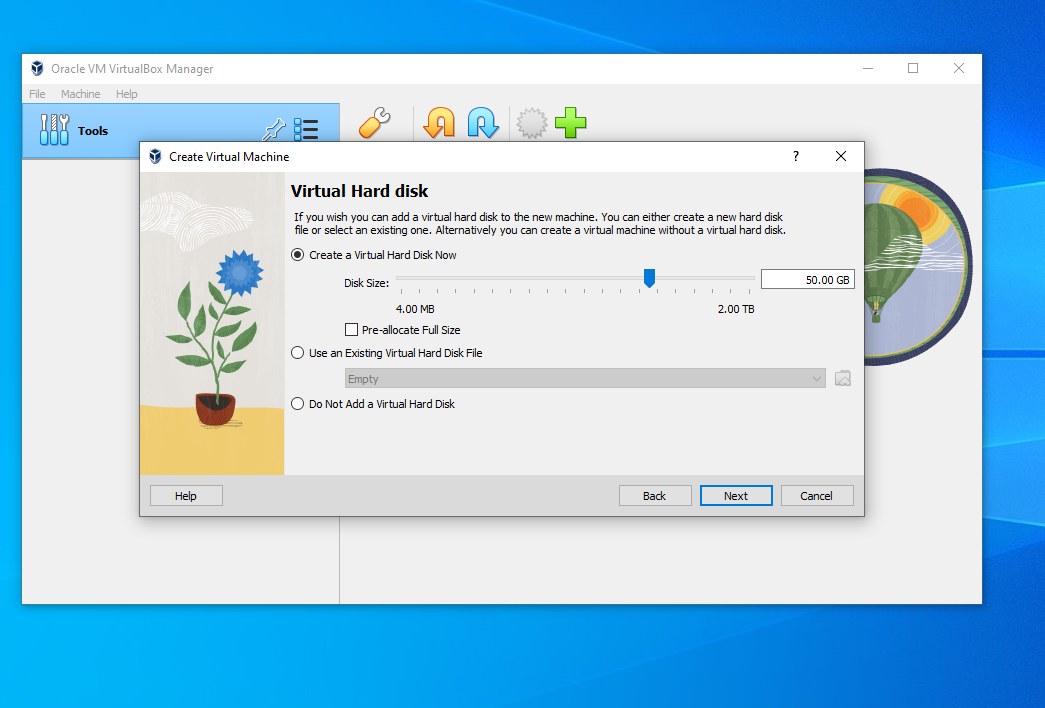 Oracle VM VirtualBox Manager
File Machine Help
Tools
Create Virtual Machine
?
Virtual Hard disk
If you wish you can add a virtual hard disk to the new machine. You can either create a new hard disk
file or select an existing one. Alternatively you can create a virtual machine without a virtual hard disk.
Create a Virtual Hard Disk Now
Disk Size: 50.00 GB
4.00 MB 2.00 TB
Pre-allocate Full Size
Use an Existing Virtual Hard Disk File
Empty
Do Not Add a Virtual Hard Disk
Help Back Next Cancel